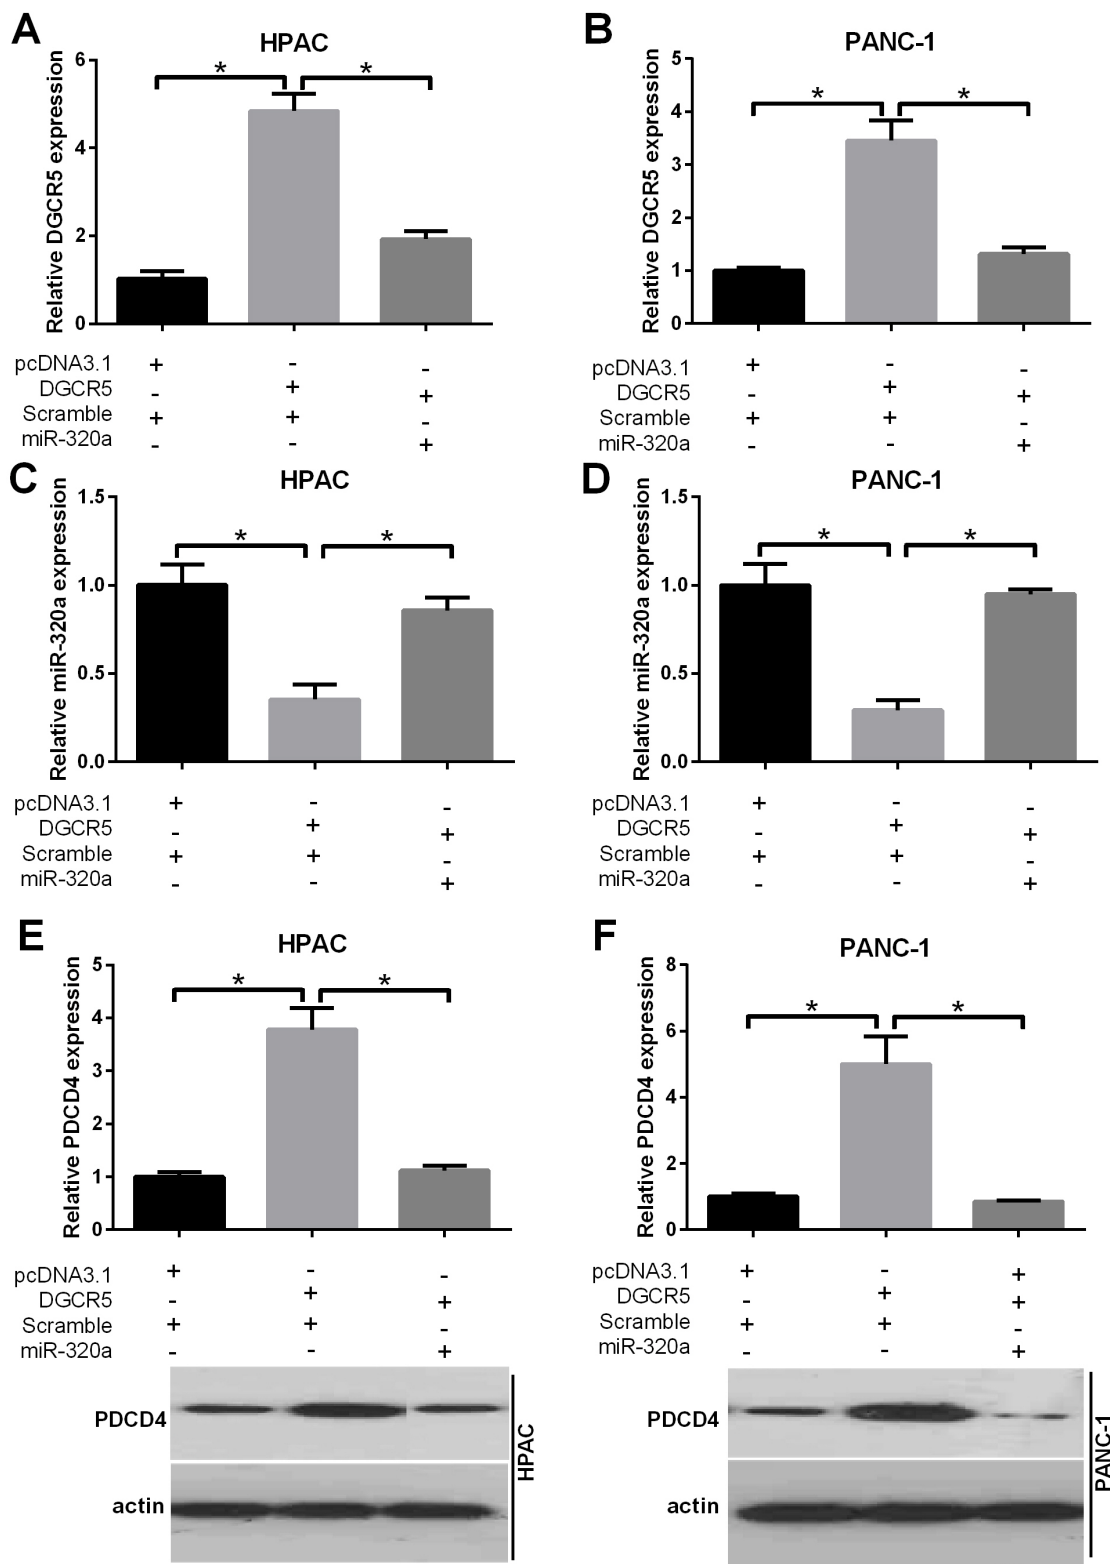 A
HPAC
Relative DGCR5 expression
6
4
2
0
* *
pcDNA3.1 + - -
DGCR5 - + +
Scramble + + -
miR-320a - - +
B
PANC-1
Relative DGCR5 expression
5
4
3
2
1
0
* *
pcDNA3.1 + - -
DGCR5 - + +
Scramble + + -
miR-320a - - +
C
HPAC
Relative miR-320a expression
1.5
1.0
0.5
0.0
* *
pcDNA3.1 + - -
DGCR5 - + +
Scramble + + -
miR-320a - - +
D
PANC-1
Relative miR-320a expression
1.5
1.0
0.5
0.0
* *
pcDNA3.1 + - -
DGCR5 - + +
Scramble + + -
miR-320a - - +
E
HPAC
Relative PDCD4 expression
5
4
3
2
1
0
* *
pcDNA3.1 + - -
DGCR5 - + +
Scramble + + -
miR-320a - - +
PDCD4
actin
HPAC
F
PANC-1
Relative PDCD4 expression
8
6
4
2
0
* *
pcDNA3.1 + - +
DGCR5 - + +
Scramble + + -
miR-320a - - +
PDCD4
actin
PANC-1